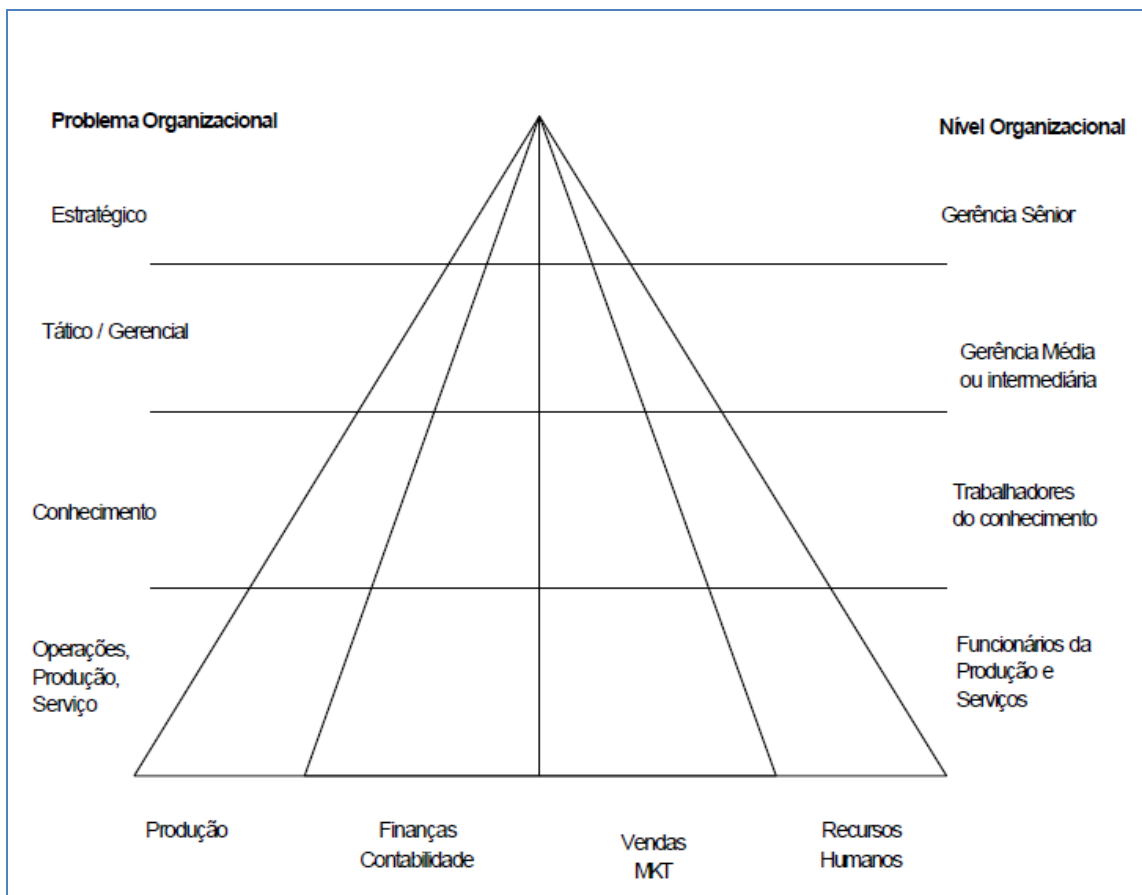 Problema Organizacional
Nível Organizacional
Estratégico
Gerência Sênior
Tático / Gerencial
Gerência Média
ou intermediária
Conhecimento
Trabalhadores
do conhecimento
Operações,
Produção,
Serviço
Funcionários da
Produção e
Serviços
Produção
Finanças
Contabilidade
Vendas
MKT
Recursos
Humanos